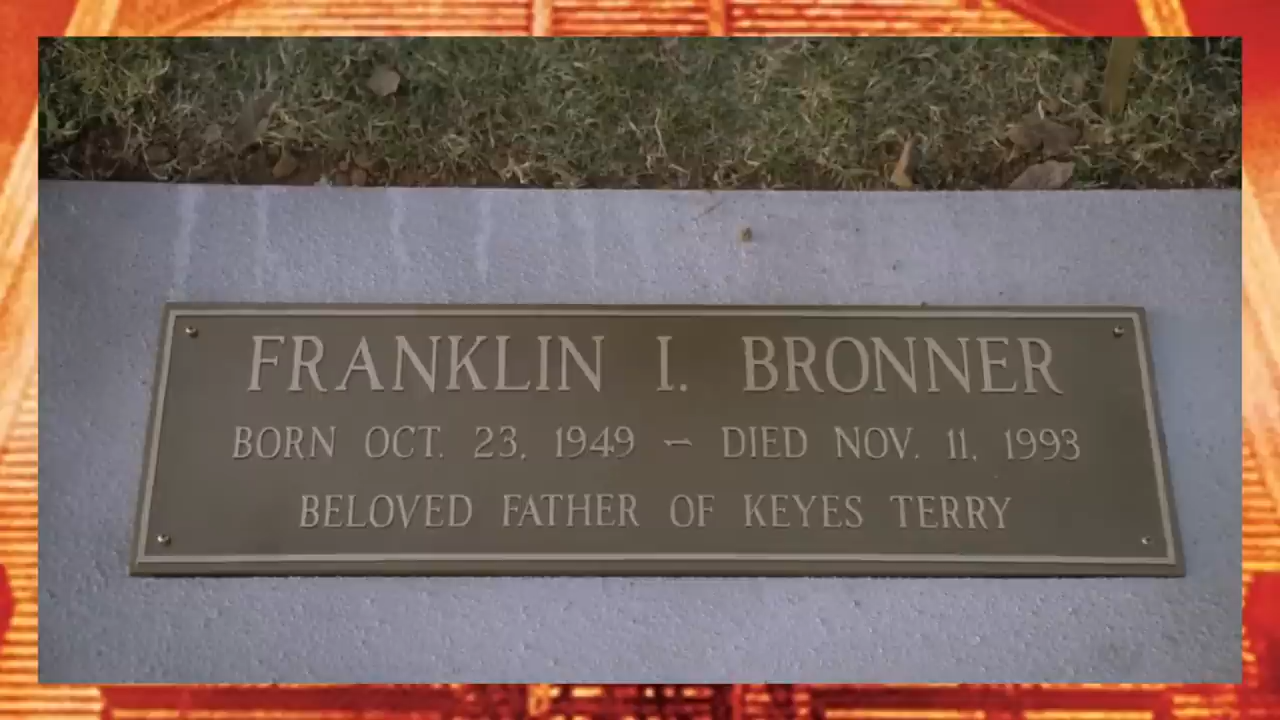 FRANKLIN I. BRONNER
BORN OCT. 23, 1949 – DIED NOV. 11, 1993
BELOVED FATHER OF KEYES TERRY